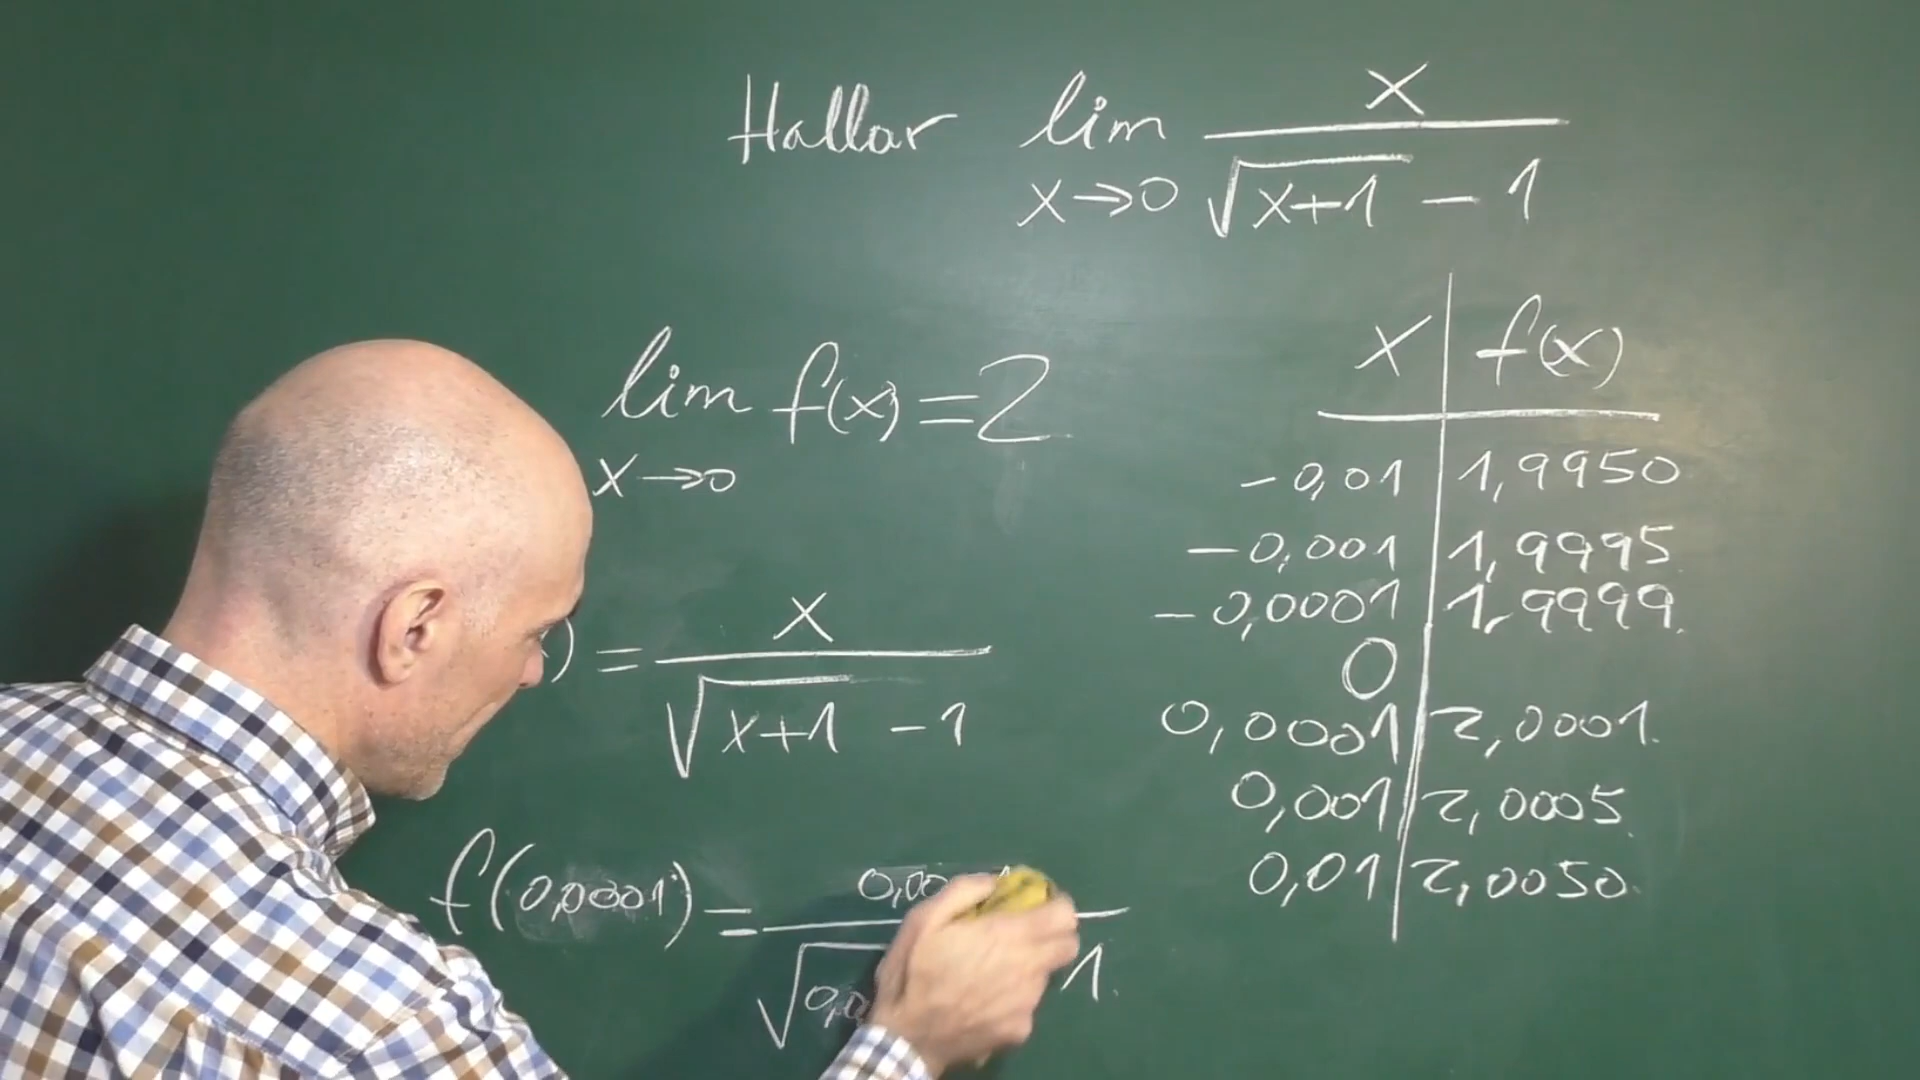 Hallar lim x→0 x / (√(x+1) - 1)
lim x→0 f(x) = 2
) = x / (√(x+1) - 1)
f(0,0001) =
1
x | f(x)
-0,01 | 1,9950
-0,001 | 1,9995
-0,0001 | 1,9999
0
0,0001 | 2,0001
0,001 | 2,0005
0,01 | 2,0050